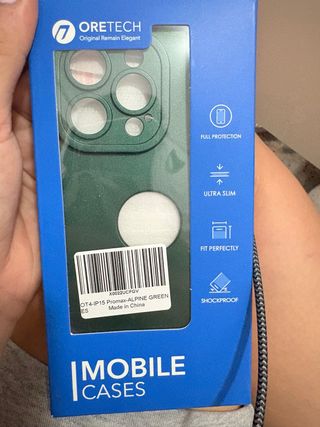 ORETECH
Original Remain Elegant
FULL PROTECTION
ULTRA SLIM
FIT PERFECTLY
SHOCKPROOF
OT4-IP15 Promax-ALPINE GREEN
ES
Made in China
MOBILE
CASES